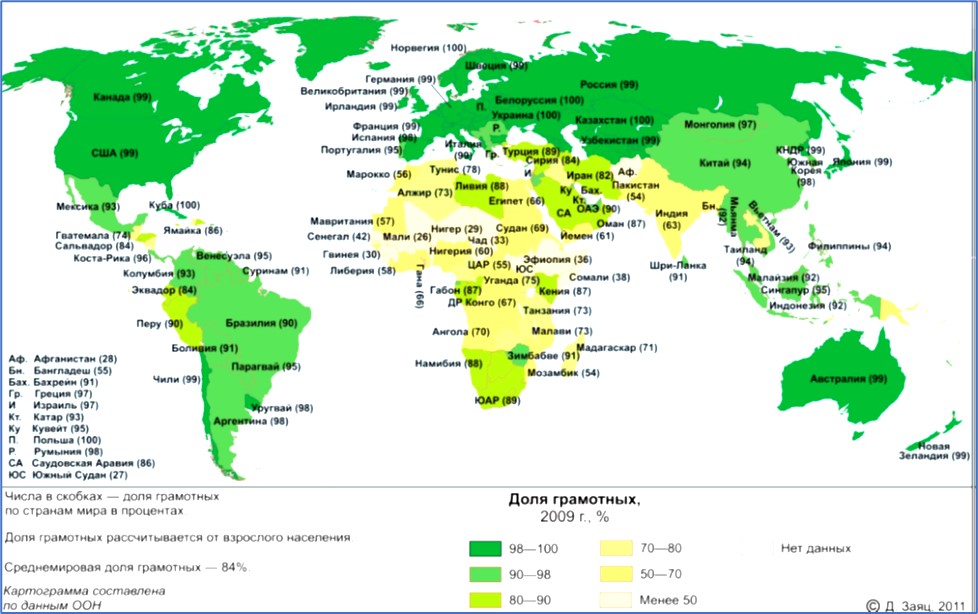 Норвегия (100)
Швеция (99)
Германия (99)
Великобритания (99)
Ирландия (99)
Россия (99)
Канада (99)
П.
Белоруссия (100)
Украина (100)
Казахстан (100)
Франция (99)
Испания (98)
Португалия (95)
Р.
Италия
(99)
Гр.
Турция (89)
Узбекистан (99)
Монголия (97)
США (99)
КНДР (99)
Южная
Корея
(98)
Япония (99)
Китай (94)
Тунис (78)
Сирия (84)
И
Иран (82)
Аф.
Марокко (56)
Алжир (73)
Ливия (88)
Египет (66)
Ку
Бах.
Кт.
Пакистан
(54)
СА
ОАЭ (90)
Оман (87)
Йемен (61)
Индия
(63)
Бн.
Мьянма
(92)
Вьетнам (93)
Таиланд
(94)
Филиппины (94)
Мексика (93)
Куба (100)
Ямайка (86)
Гватемала (74)
Сальвадор (84)
Коста-Рика (96)
Венесуэла (95)
Суринам (91)
Колумбия (93)
Эквадор (84)
Перу (90)
Бразилия (90)
Боливия (91)
Чили (99)
Парагвай (95)
Уругвай (98)
Аргентина (98)
Мавритания (57)
Сенегал (42)
Мали (26)
Нигер (29)
Чад (33)
Судан (69)
Гвинея (30)
Либерия (58)
Гана (66)
Нигерия (60)
ЦАР (55)
ЮС
Эфиопия (36)
Сомали (38)
Уганда (75)
Кения (87)
Габон (87)
ДР Конго (67)
Танзания (73)
Ангола (70)
Малави (73)
Мадагаскар (71)
Зимбабве (91)
Намибия (88)
Мозамбик (54)
ЮАР (89)
Шри-Ланка
(91)
Малайзия (92)
Сингапур (95)
Индонезия (92)
Австралия (99)
Новая
Зеландия (99)
Аф. Афганистан (28)
Бн. Бангладеш (55)
Бах. Бахрейн (91)
Гр. Греция (97)
И Израиль (97)
Кт. Катар (93)
Ку Кувейт (95)
П. Польша (100)
Р. Румыния (98)
СА Саудовская Аравия (86)
ЮС Южный Судан (27)
Числа в скобках — доля грамотных
по странам мира в процентах
Доля грамотных рассчитывается от взрослого населения
Среднемировая доля грамотных — 84%
Картограмма составлена
по данным ООН
Доля грамотных,
2009 г., %
98—100
90—98
80—90
70—80
50—70
Менее 50
Нет данных
© Д. Заяц, 2011